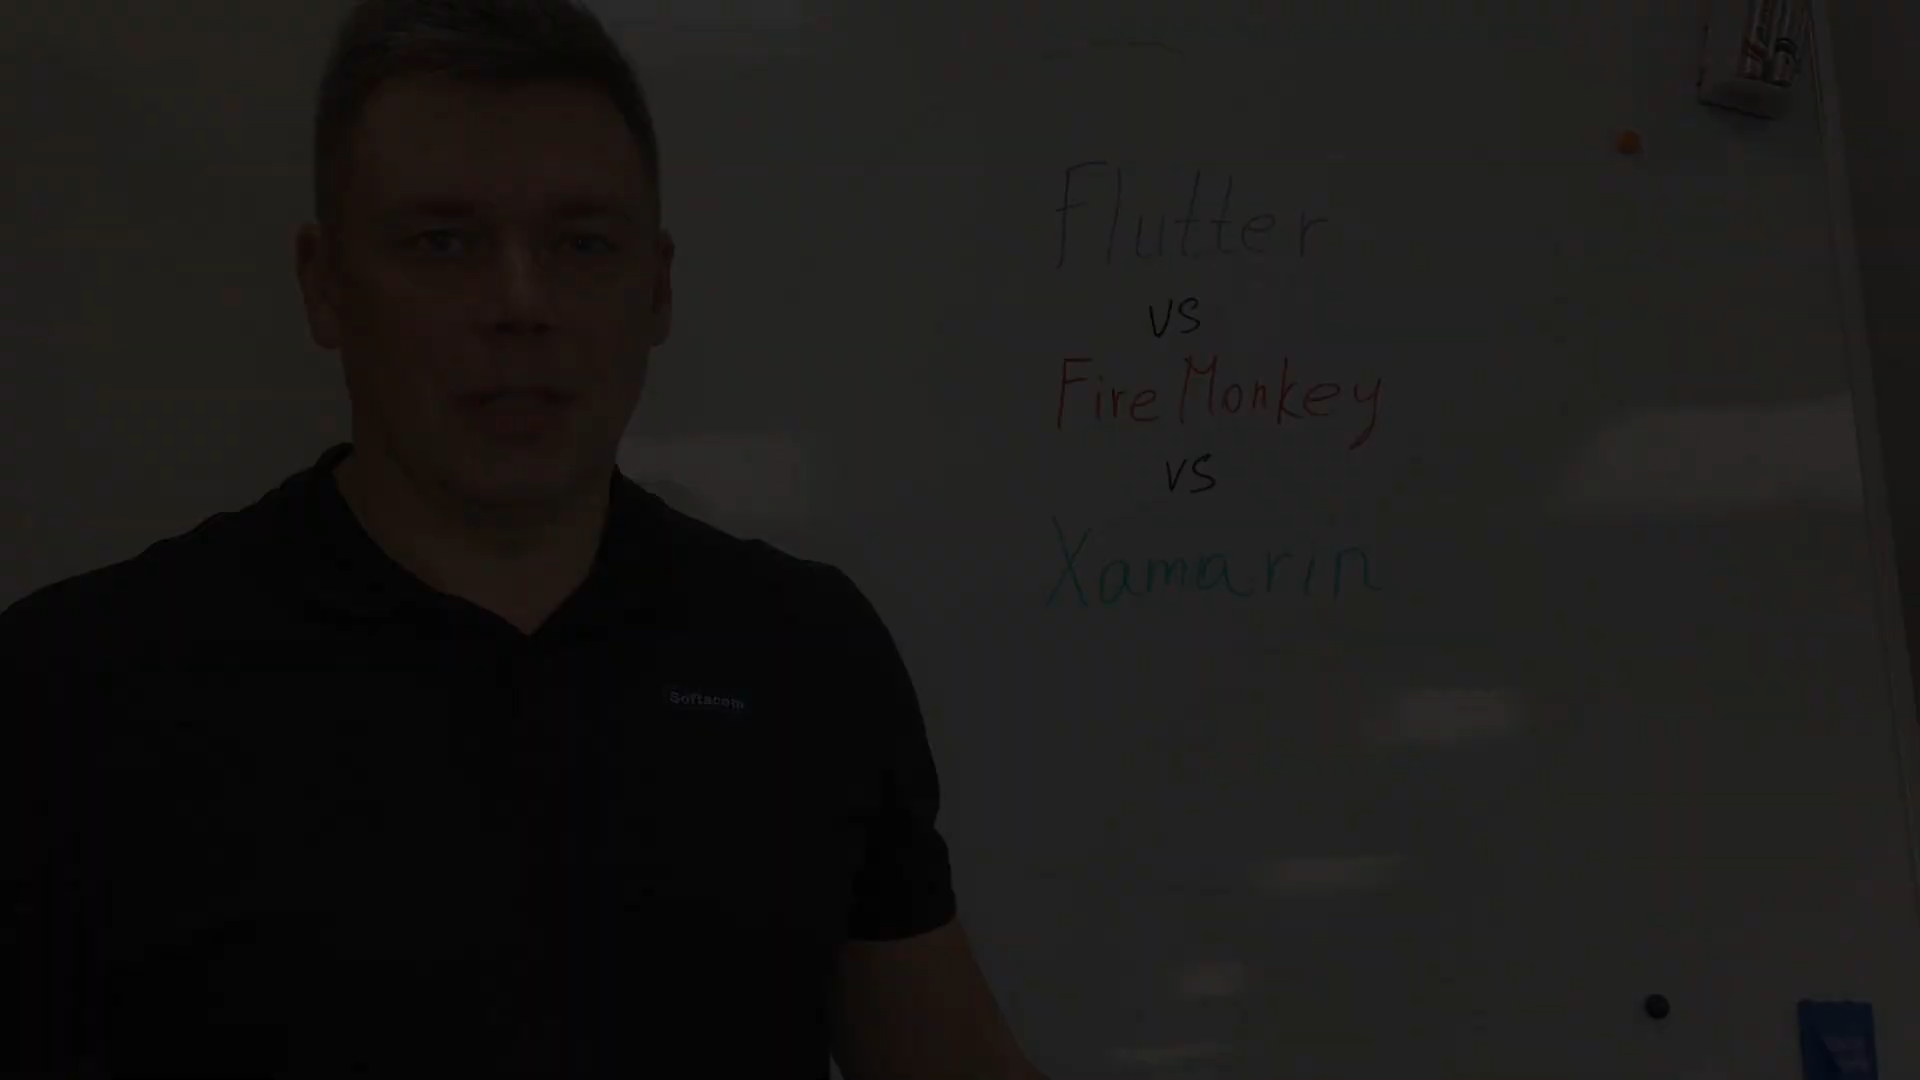 Flutter
vs
FireMonkey
vs
Xamarin
Softacom